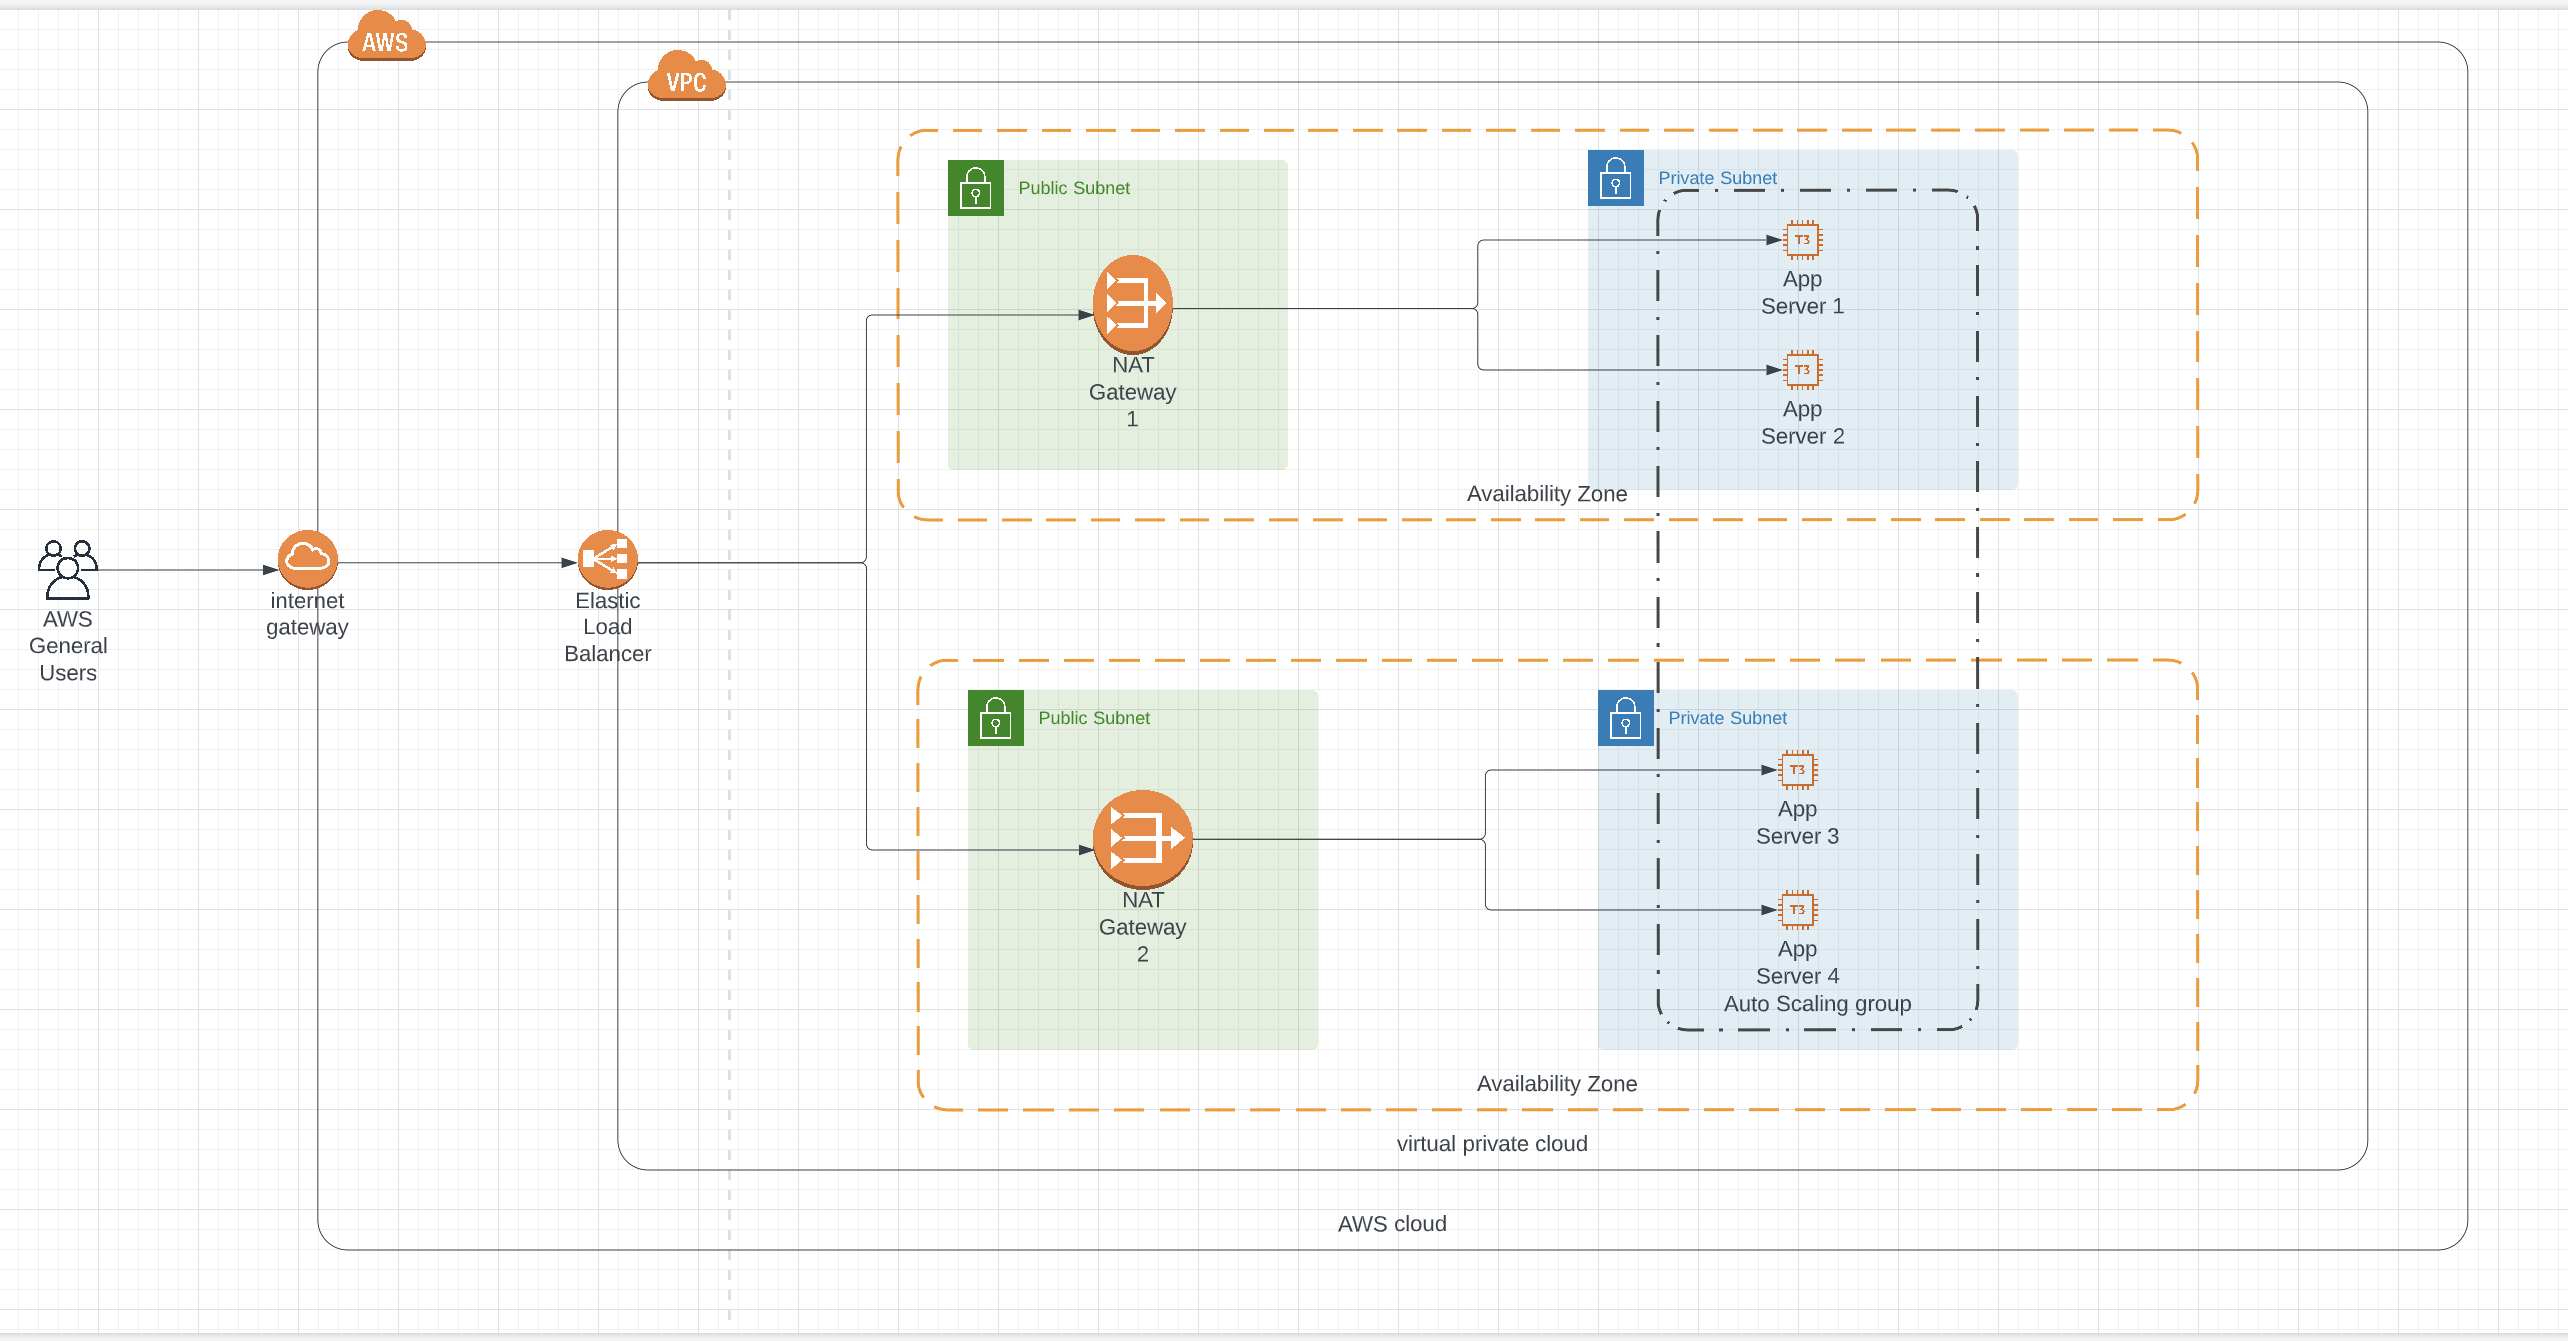 AWS
VPC
Public Subnet
Private Subnet
T3
App
Server 1
T3
App
Server 2
NAT
Gateway
1
Availability Zone
AWS
General
Users
internet
gateway
Elastic
Load
Balancer
Public Subnet
Private Subnet
T3
App
Server 3
NAT
Gateway
2
T3
App
Server 4
Auto Scaling group
Availability Zone
virtual private cloud
AWS cloud